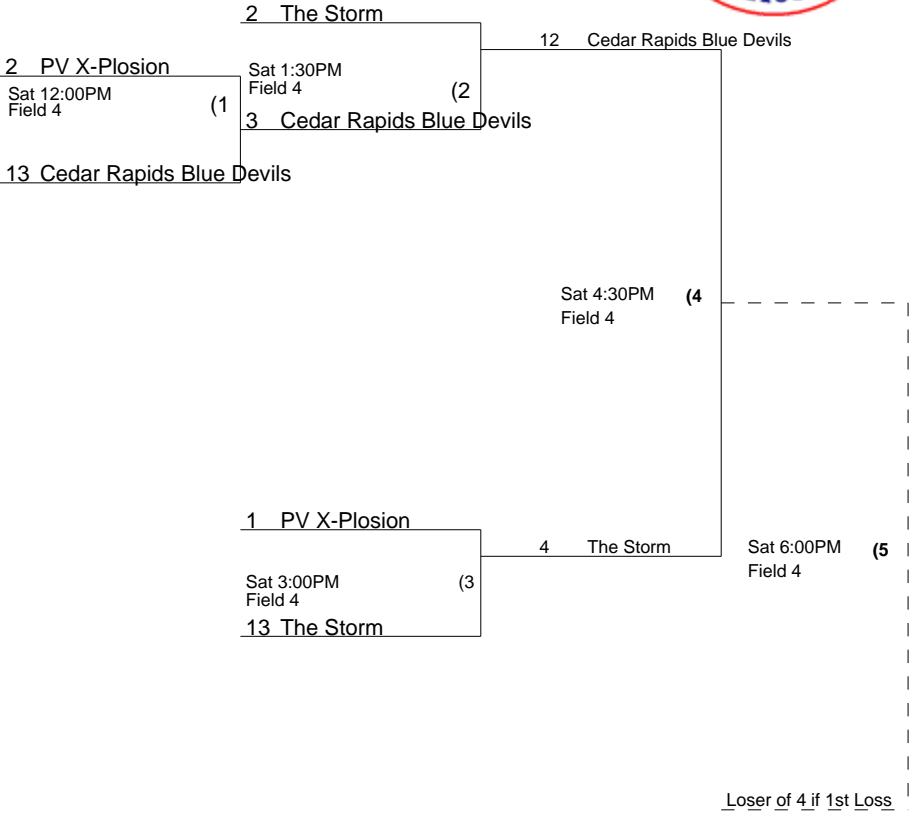 2 The Storm
12 Cedar Rapids Blue Devils
2 PV X-Plosion
Sat 12:00PM
Field 4
(1
Sat 1:30PM
Field 4
(2
3 Cedar Rapids Blue Devils
13 Cedar Rapids Blue Devils
Sat 4:30PM (4
Field 4
1 PV X-Plosion
4 The Storm
Sat 6:00PM (5
Field 4
Sat 3:00PM (3
Field 4
13 The Storm
Loser of 4 if 1st Loss